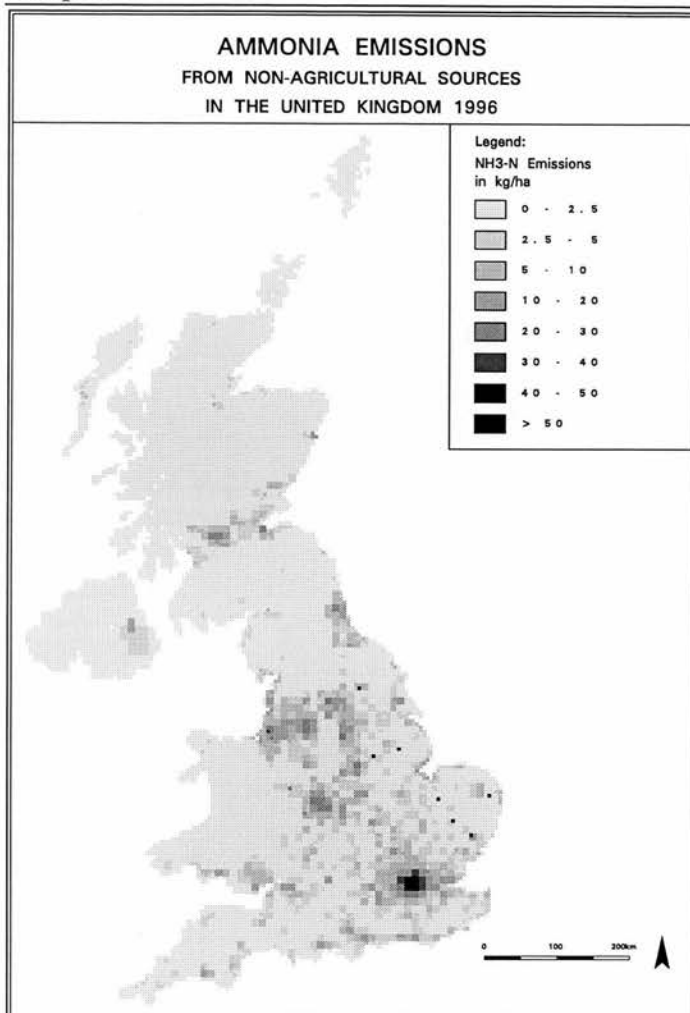 AMMONIA EMISSIONS
FROM NON-AGRICULTURAL SOURCES
IN THE UNITED KINGDOM 1996
Legend:
NH3-N Emissions
in kg/ha
0 - 2.5
2.5 - 5
5 - 10
10 - 20
20 - 30
30 - 40
40 - 50
> 50
0 100 200km